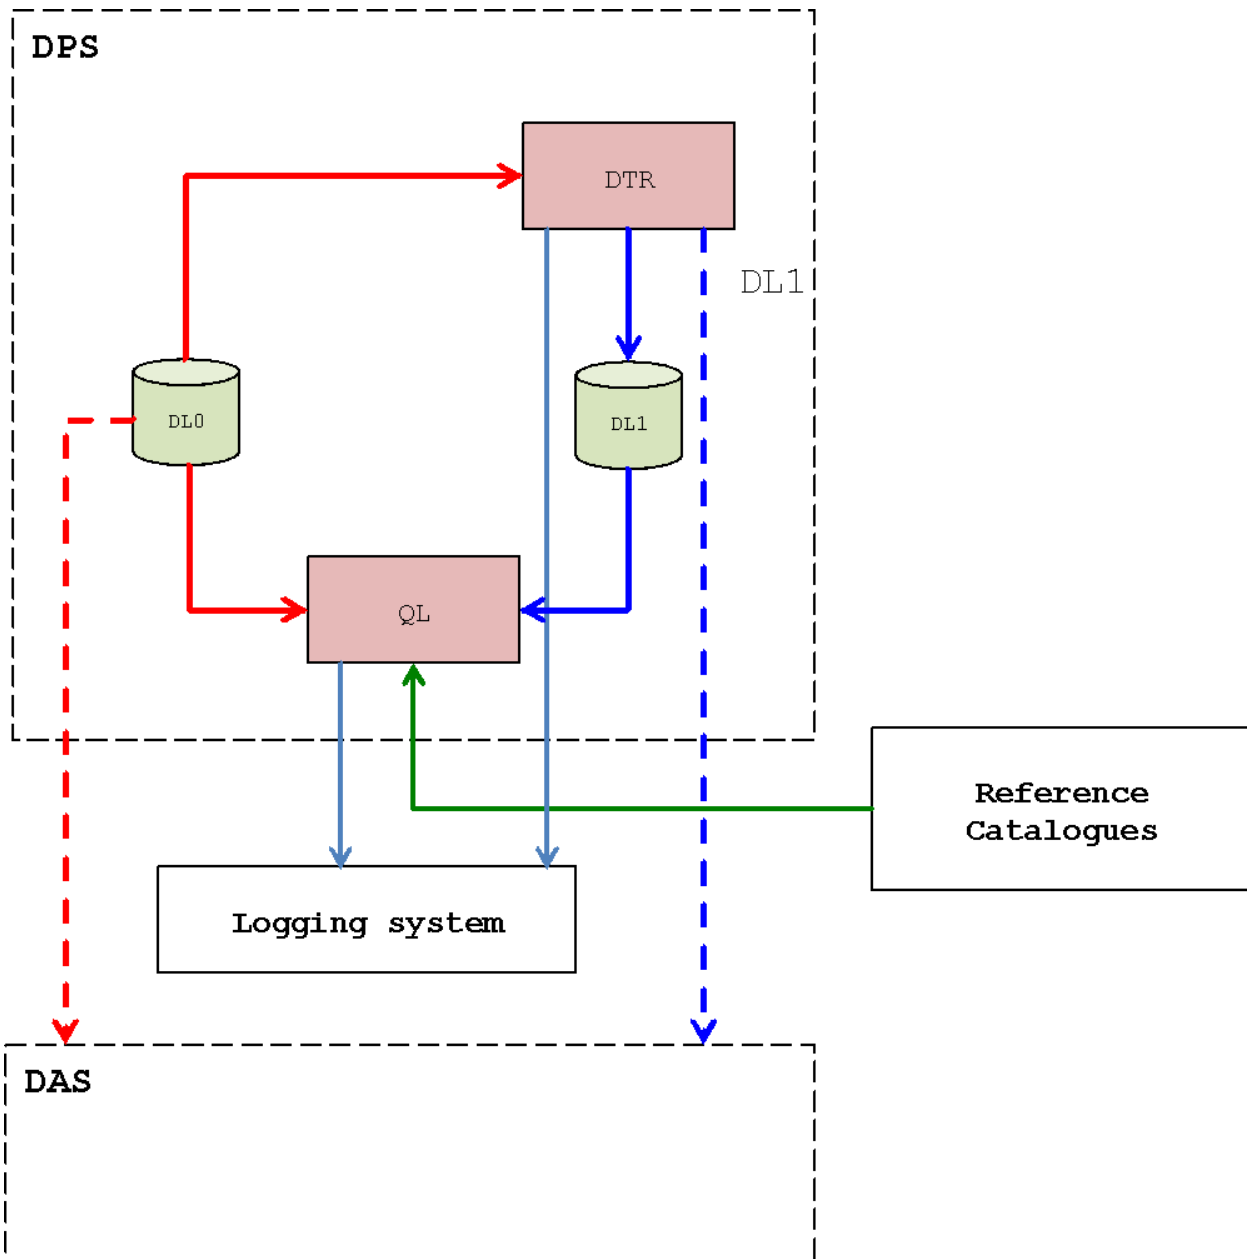 DPS
DTR
DL1
DL0
DL1
QL
Reference
Catalogues
Logging system
DAS